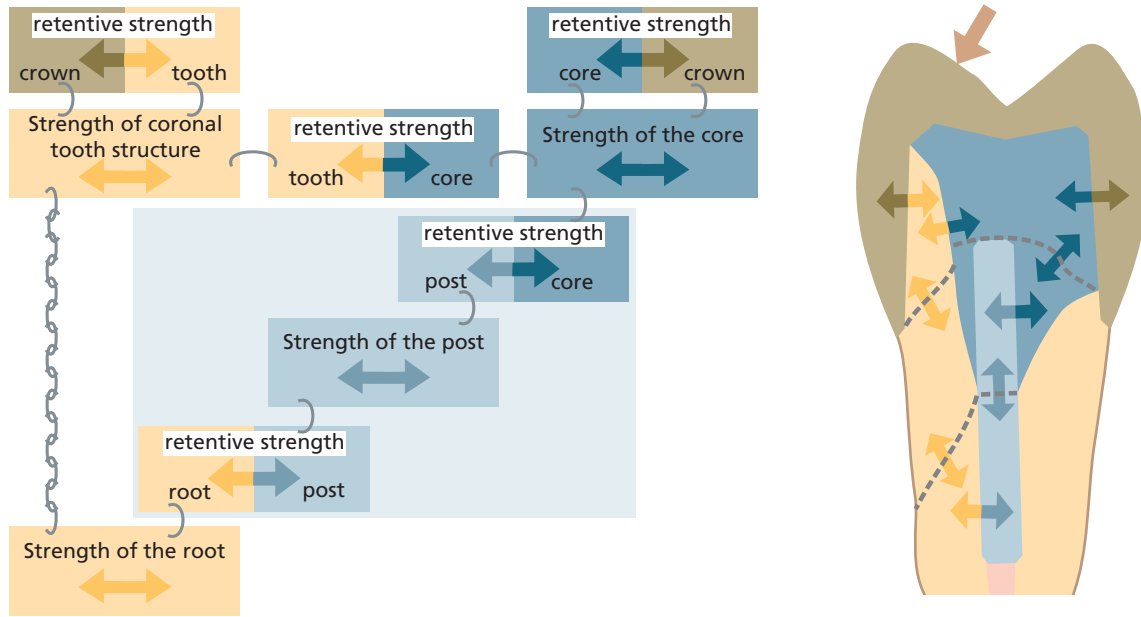 retentive strength
crown tooth
retentive strength
core crown
Strength of coronal
tooth structure
retentive strength
tooth core
Strength of the core
retentive strength
post core
Strength of the post
retentive strength
root post
Strength of the root